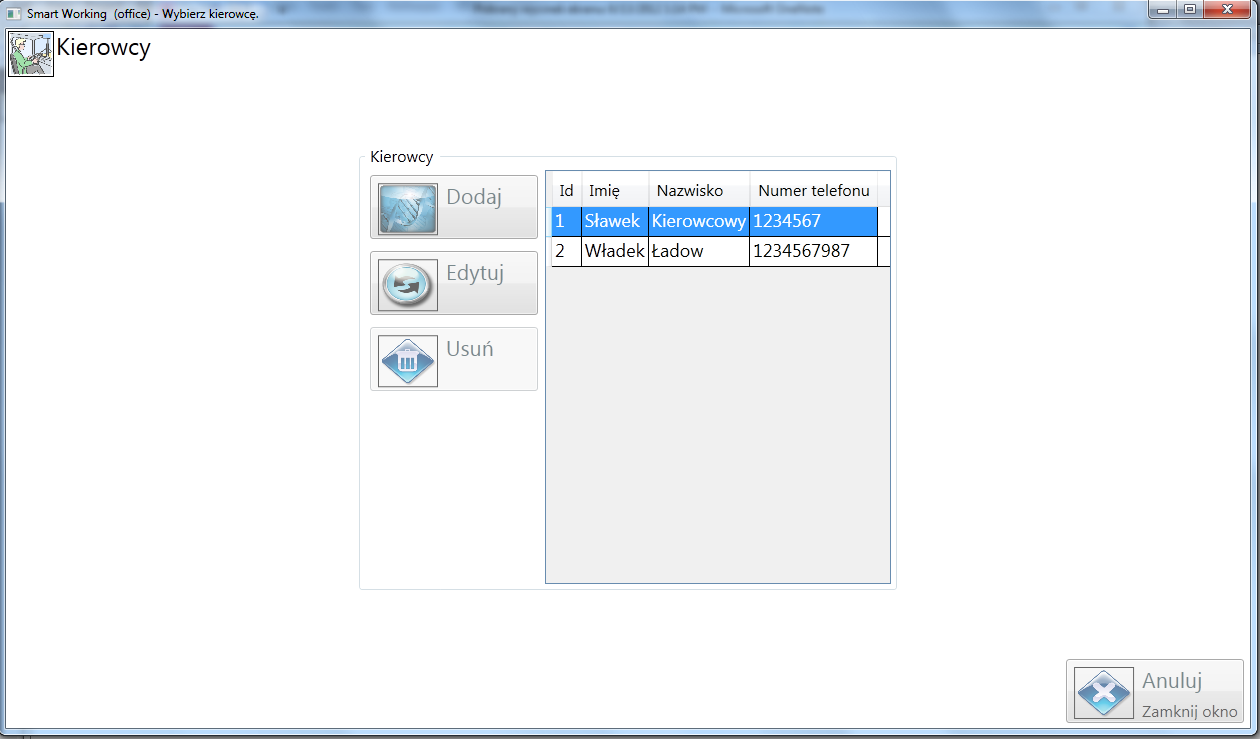 Smart Working (office) - Wybierz kierowcę.
Kierowcy
Kierowcy
Dodaj
Edytuj
Usuń
Id Imię Nazwisko Numer telefonu
1 Sławek Kierowcowy 1234567
2 Władek Ładow 1234567987
Anuluj
Zamknij okno